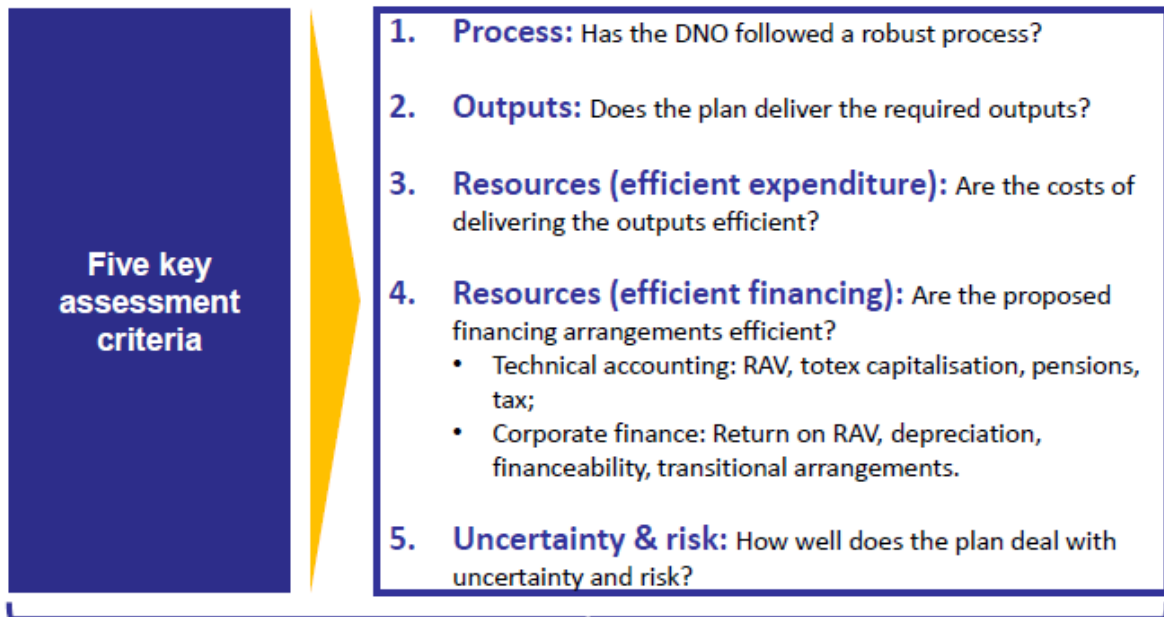 Five key
assessment
criteria
1. Process: Has the DNO followed a robust process?
2. Outputs: Does the plan deliver the required outputs?
3. Resources (efficient expenditure): Are the costs of
delivering the outputs efficient?
4. Resources (efficient financing): Are the proposed
financing arrangements efficient?
• Technical accounting: RAV, totex capitalisation, pensions,
tax;
• Corporate finance: Return on RAV, depreciation,
financeability, transitional arrangements.
5. Uncertainty & risk: How well does the plan deal with
uncertainty and risk?